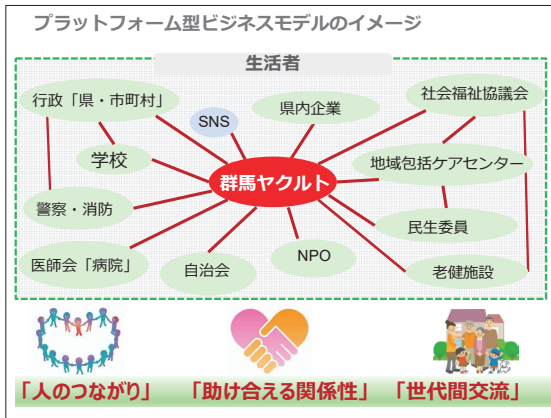 プラットフォーム型ビジネスモデルのイメージ
生活者
行政「県・市町村」
SNS
県内企業
社会福祉協議会
学校
地域包括ケアセンター
群馬ヤクルト
警察・消防
民生委員
医師会「病院」
自治会
NPO
老健施設
「人のつながり」
「助け合える関係性」
「世代間交流」